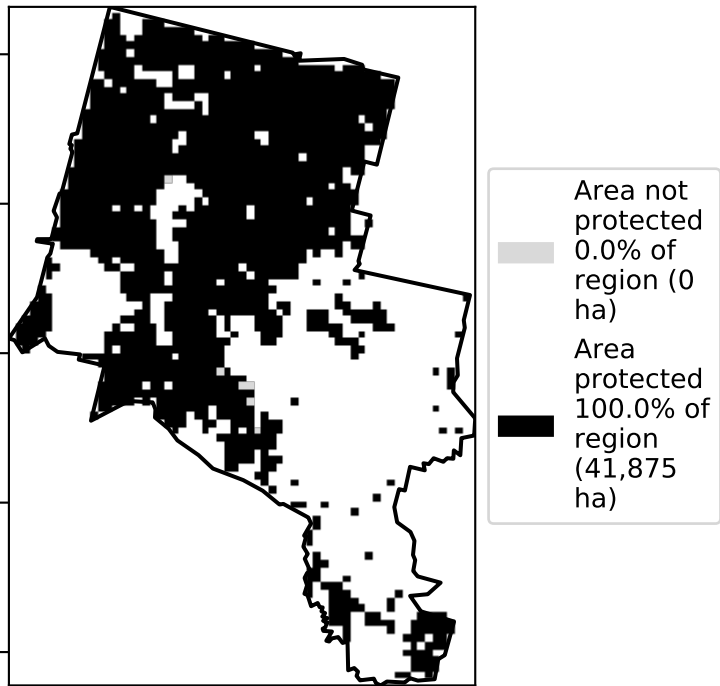 Area not
protected
0.0% of
region (0
ha)
Area
protected
100.0% of
region
(41,875
ha)